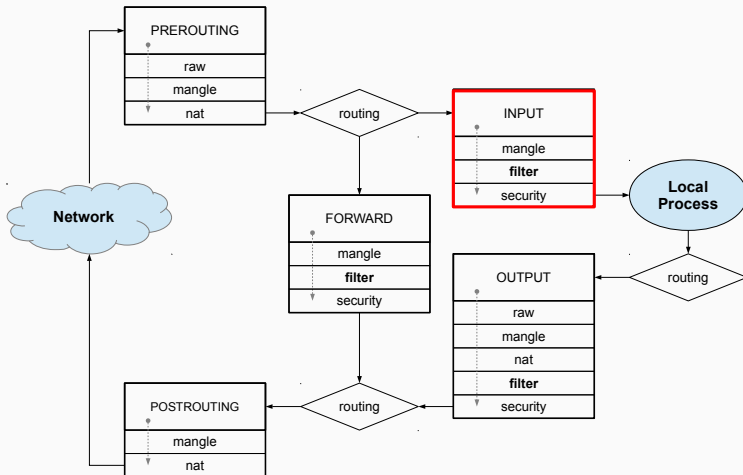 PREROUTING
raw
mangle
nat
routing
INPUT
mangle
filter
security
Local
Process
Network
FORWARD
mangle
filter
security
routing
OUTPUT
raw
mangle
nat
filter
security
routing
POSTROUTING
mangle
nat